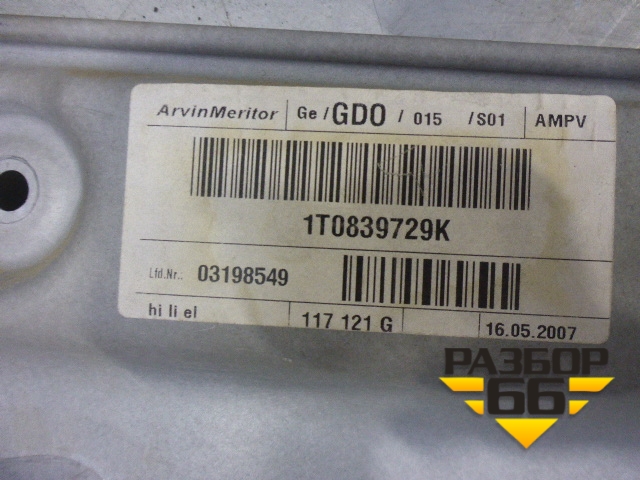 ArvinMeritor Ge / GDO / 015 / S01 AMPV
1T0839729K
Lfd.Nr.: 03198549
hi li el 117 121 G 16.05.2007
РАЗБОР
66